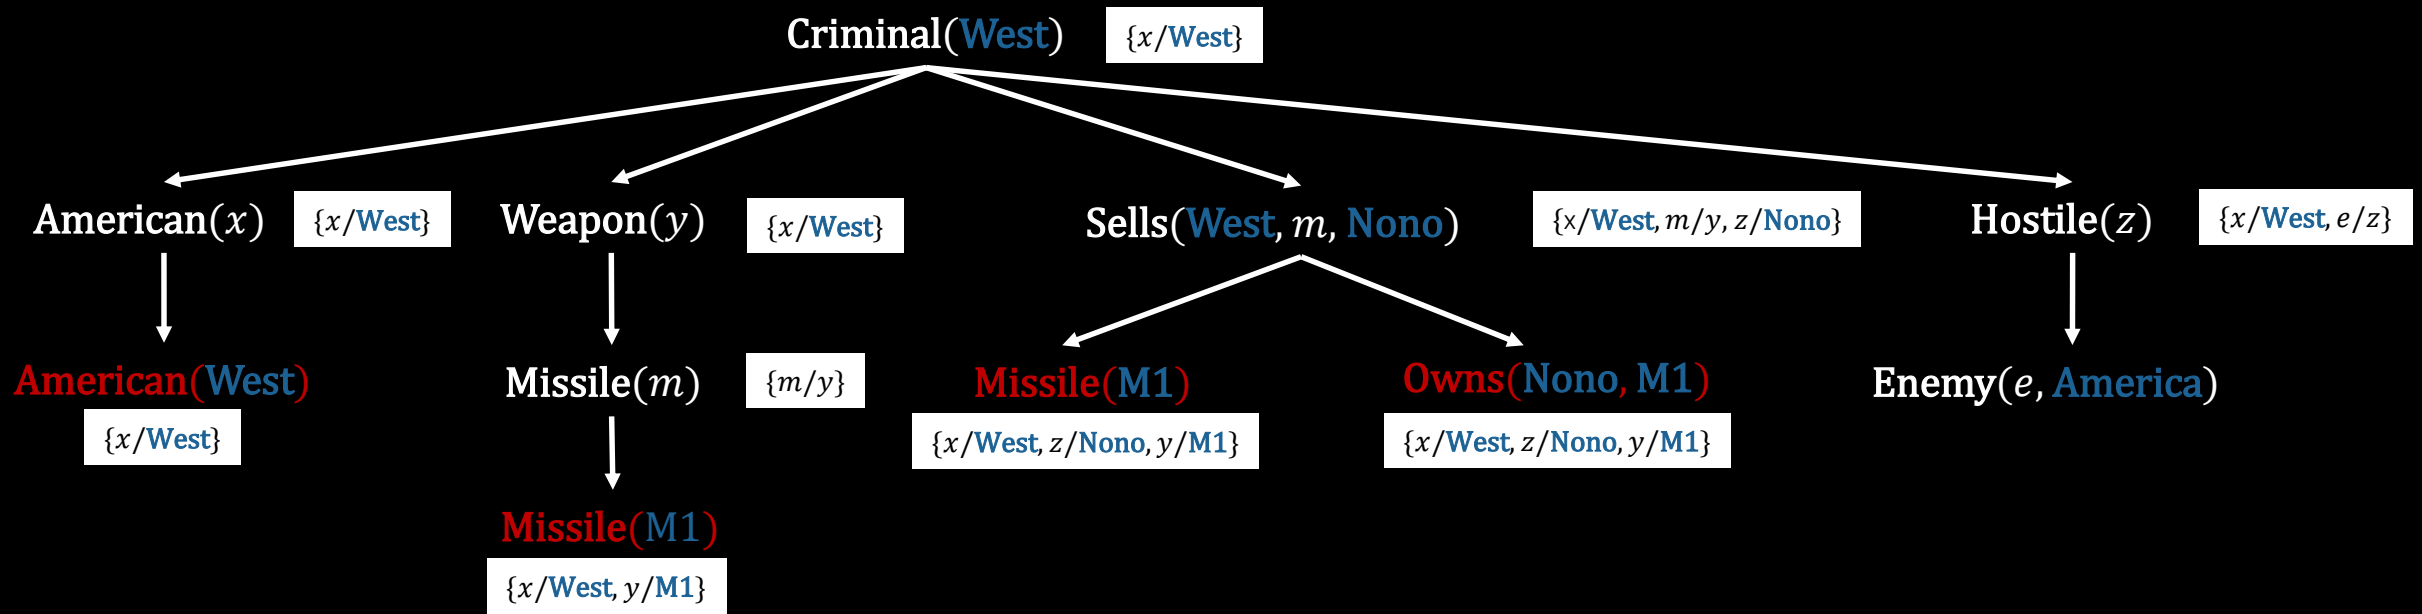 Criminal(West) {x/West}
American(x) {x/West} Weapon(y) {x/West} Sells(West, m, Nono) {x/West, m/y, z/Nono} Hostile(z) {x/West, e/z}
American(West) Missile(m) {m/y} Missile(M1) Owns(Nono, M1) Enemy(e, America)
{x/West} {x/West, z/Nono, y/M1} {x/West, z/Nono, y/M1}
Missile(M1)
{x/West, y/M1}